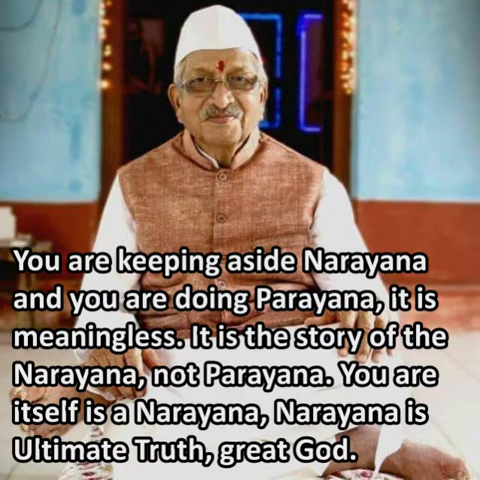 You are keeping aside Narayana
and you are doing Parayana, it is
meaningless. It is the story of the
Narayana, not Parayana. You are
itself is a Narayana, Narayana is
Ultimate Truth, great God.